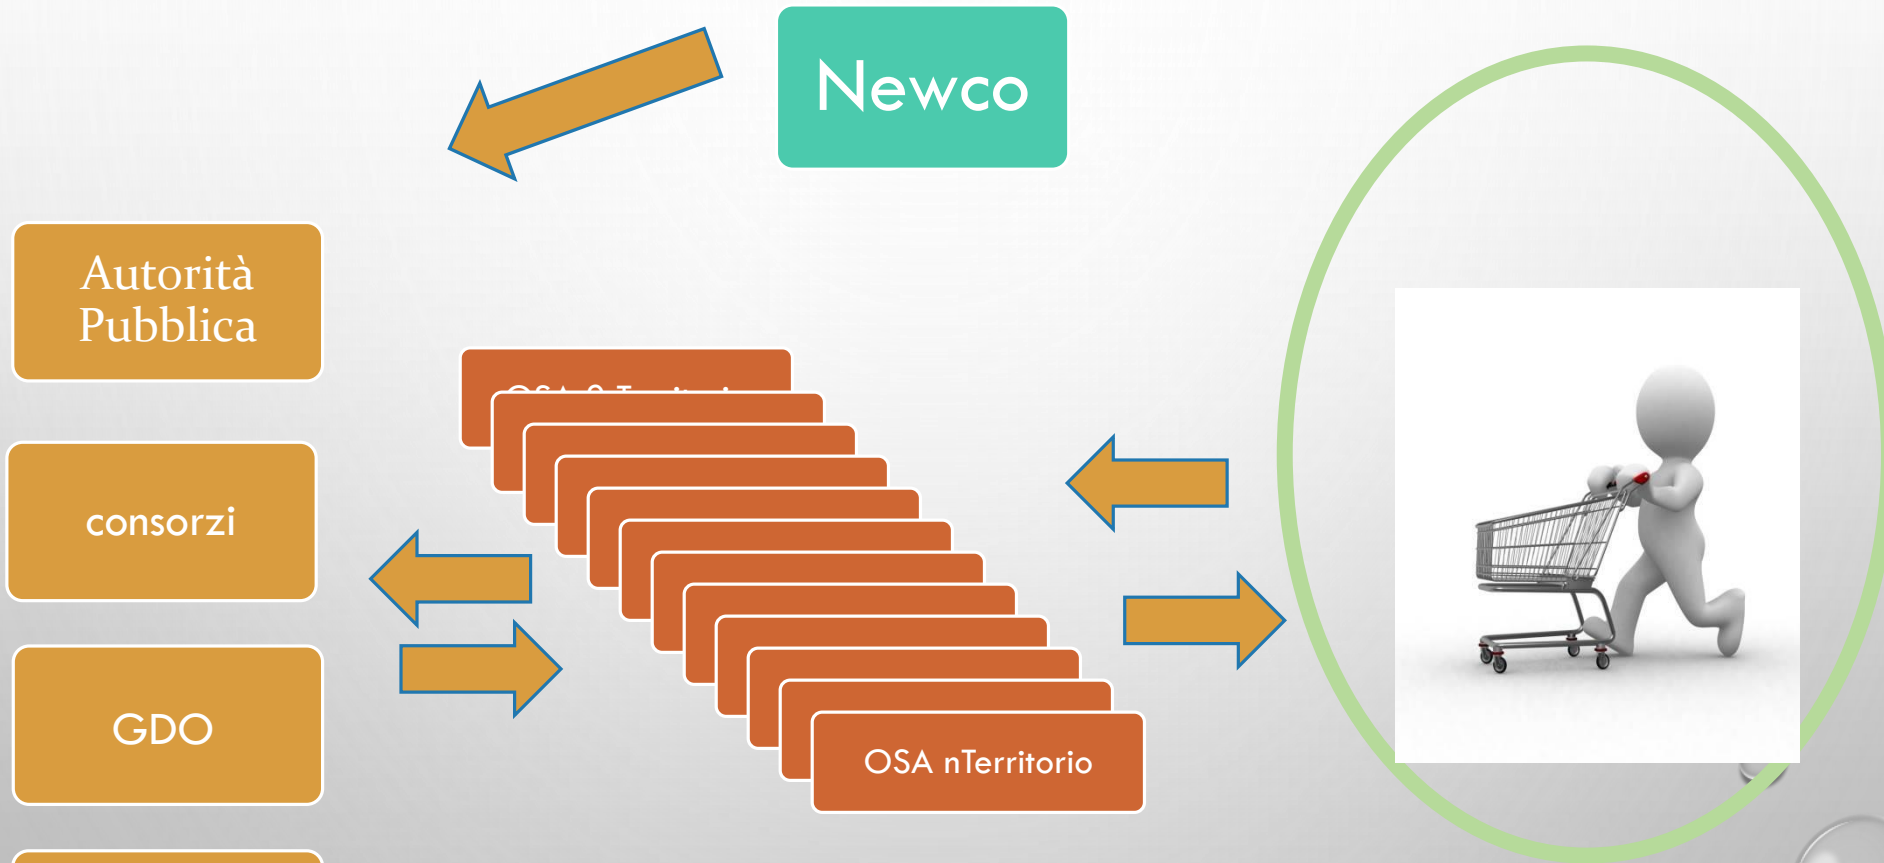 Newco
Autorità
Pubblica
consorzi
GDO
OSA nTerritorio